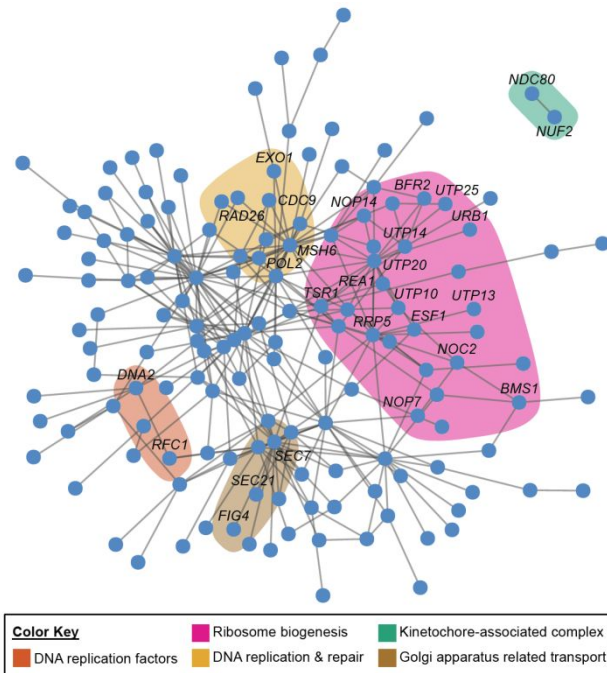 NDC80
NUF2
EXO1
CDC9
RAD26
MSH6
POL2
NOP14
BFR2
UTP25
URB1
UTP14
UTP20
REA1
TSR1
UTP10
UTP13
RRP5
ESF1
NOC2
BMS1
NOP7
DNA2
RFC1
SEC7
SEC21
FIG4
Color Key
Ribosome biogenesis
Kinetochore-associated complex
DNA replication factors
DNA replication & repair
Golgi apparatus related transport